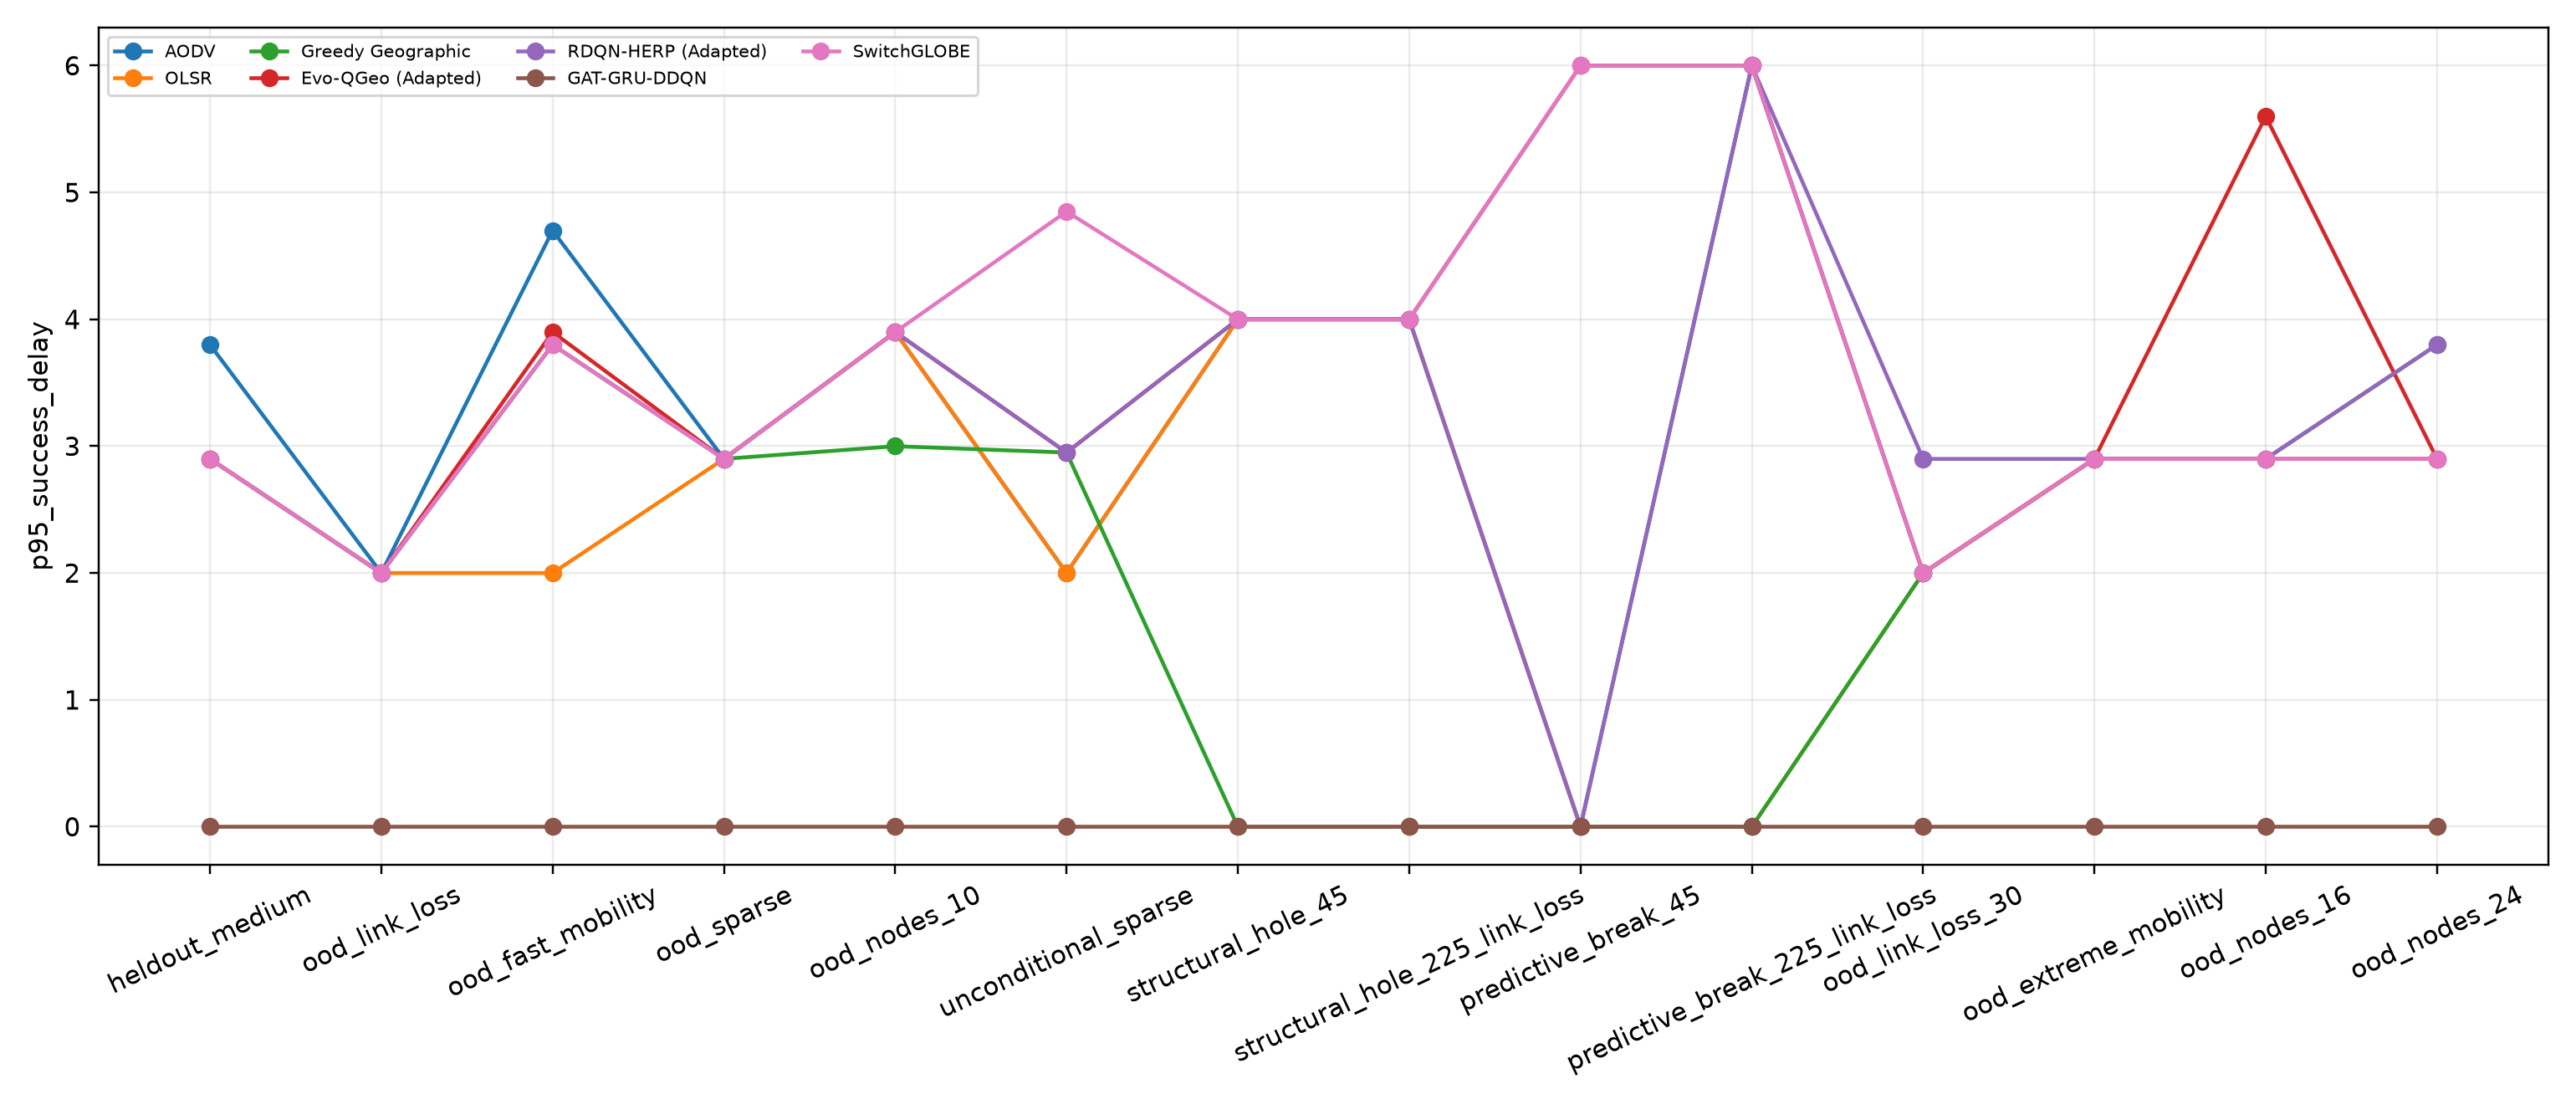 AODV
OLSR
Greedy Geographic
Evo-QGeo (Adapted)
RDQN-HERP (Adapted)
GAT-GRU-DDQN
SwitchGLOBE
p95_success_delay
6
5
4
3
2
1
0
heldout_medium
ood_link_loss
ood_fast_mobility
ood_sparse
ood_nodes_10
unconditional_sparse
structural_hole_45
structural_hole_225_link_loss
predictive_break_45
predictive_break_225_link_loss
ood_link_loss_30
ood_extreme_mobility
ood_nodes_16
ood_nodes_24